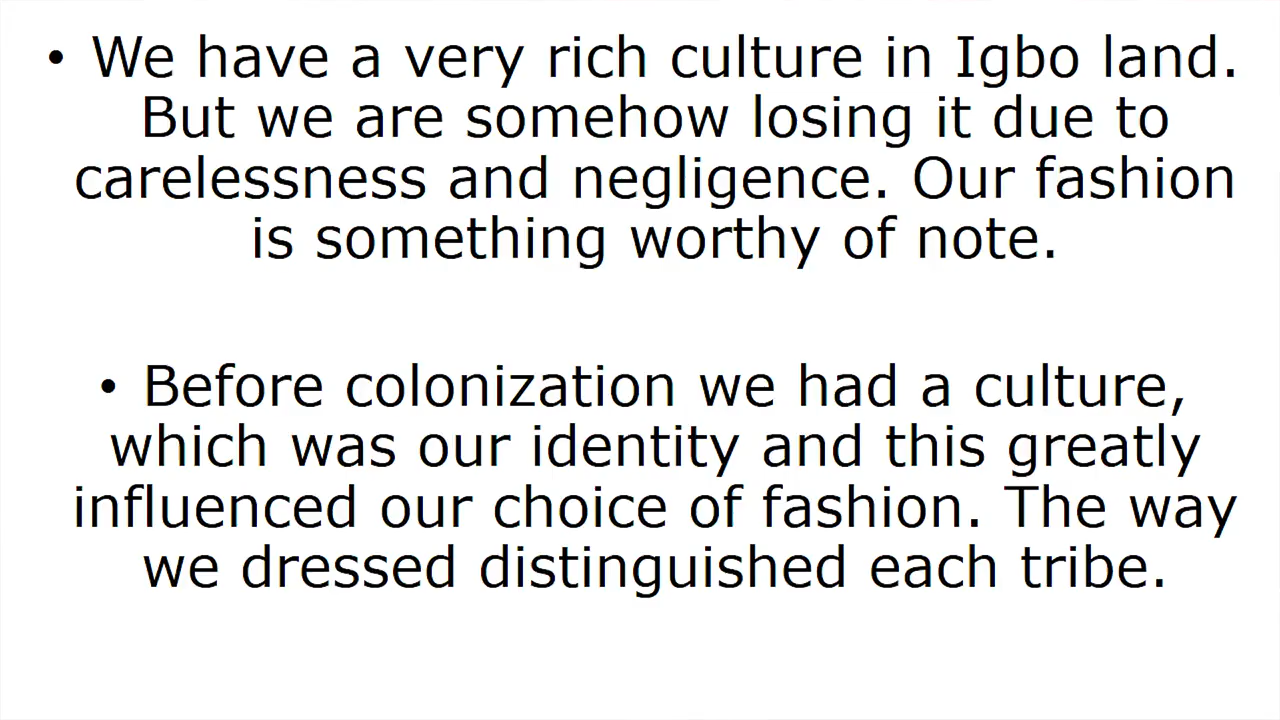 • We have a very rich culture in Igbo land.
But we are somehow losing it due to
carelessness and negligence. Our fashion
is something worthy of note.
• Before colonization we had a culture,
which was our identity and this greatly
influenced our choice of fashion. The way
we dressed distinguished each tribe.